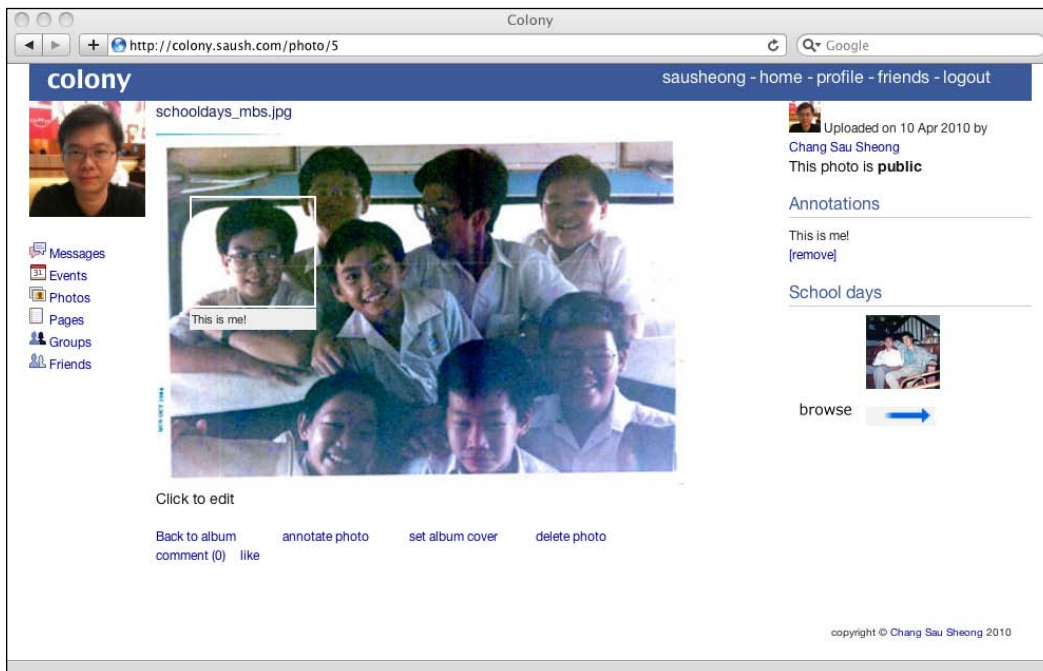 Colony
http://colony.saush.com/photo/5
Google
colony
sausheong - home - profile - friends - logout
schooldays_mbs.jpg
Messages
31 Events
Photos
Pages
Groups
Friends
This is me!
Click to edit
Back to album annotate photo set album cover delete photo
comment (0) like
Uploaded on 10 Apr 2010 by
Chang Sau Sheong
This photo is public
Annotations
This is me!
[remove]
School days
browse
copyright © Chang Sau Sheong 2010